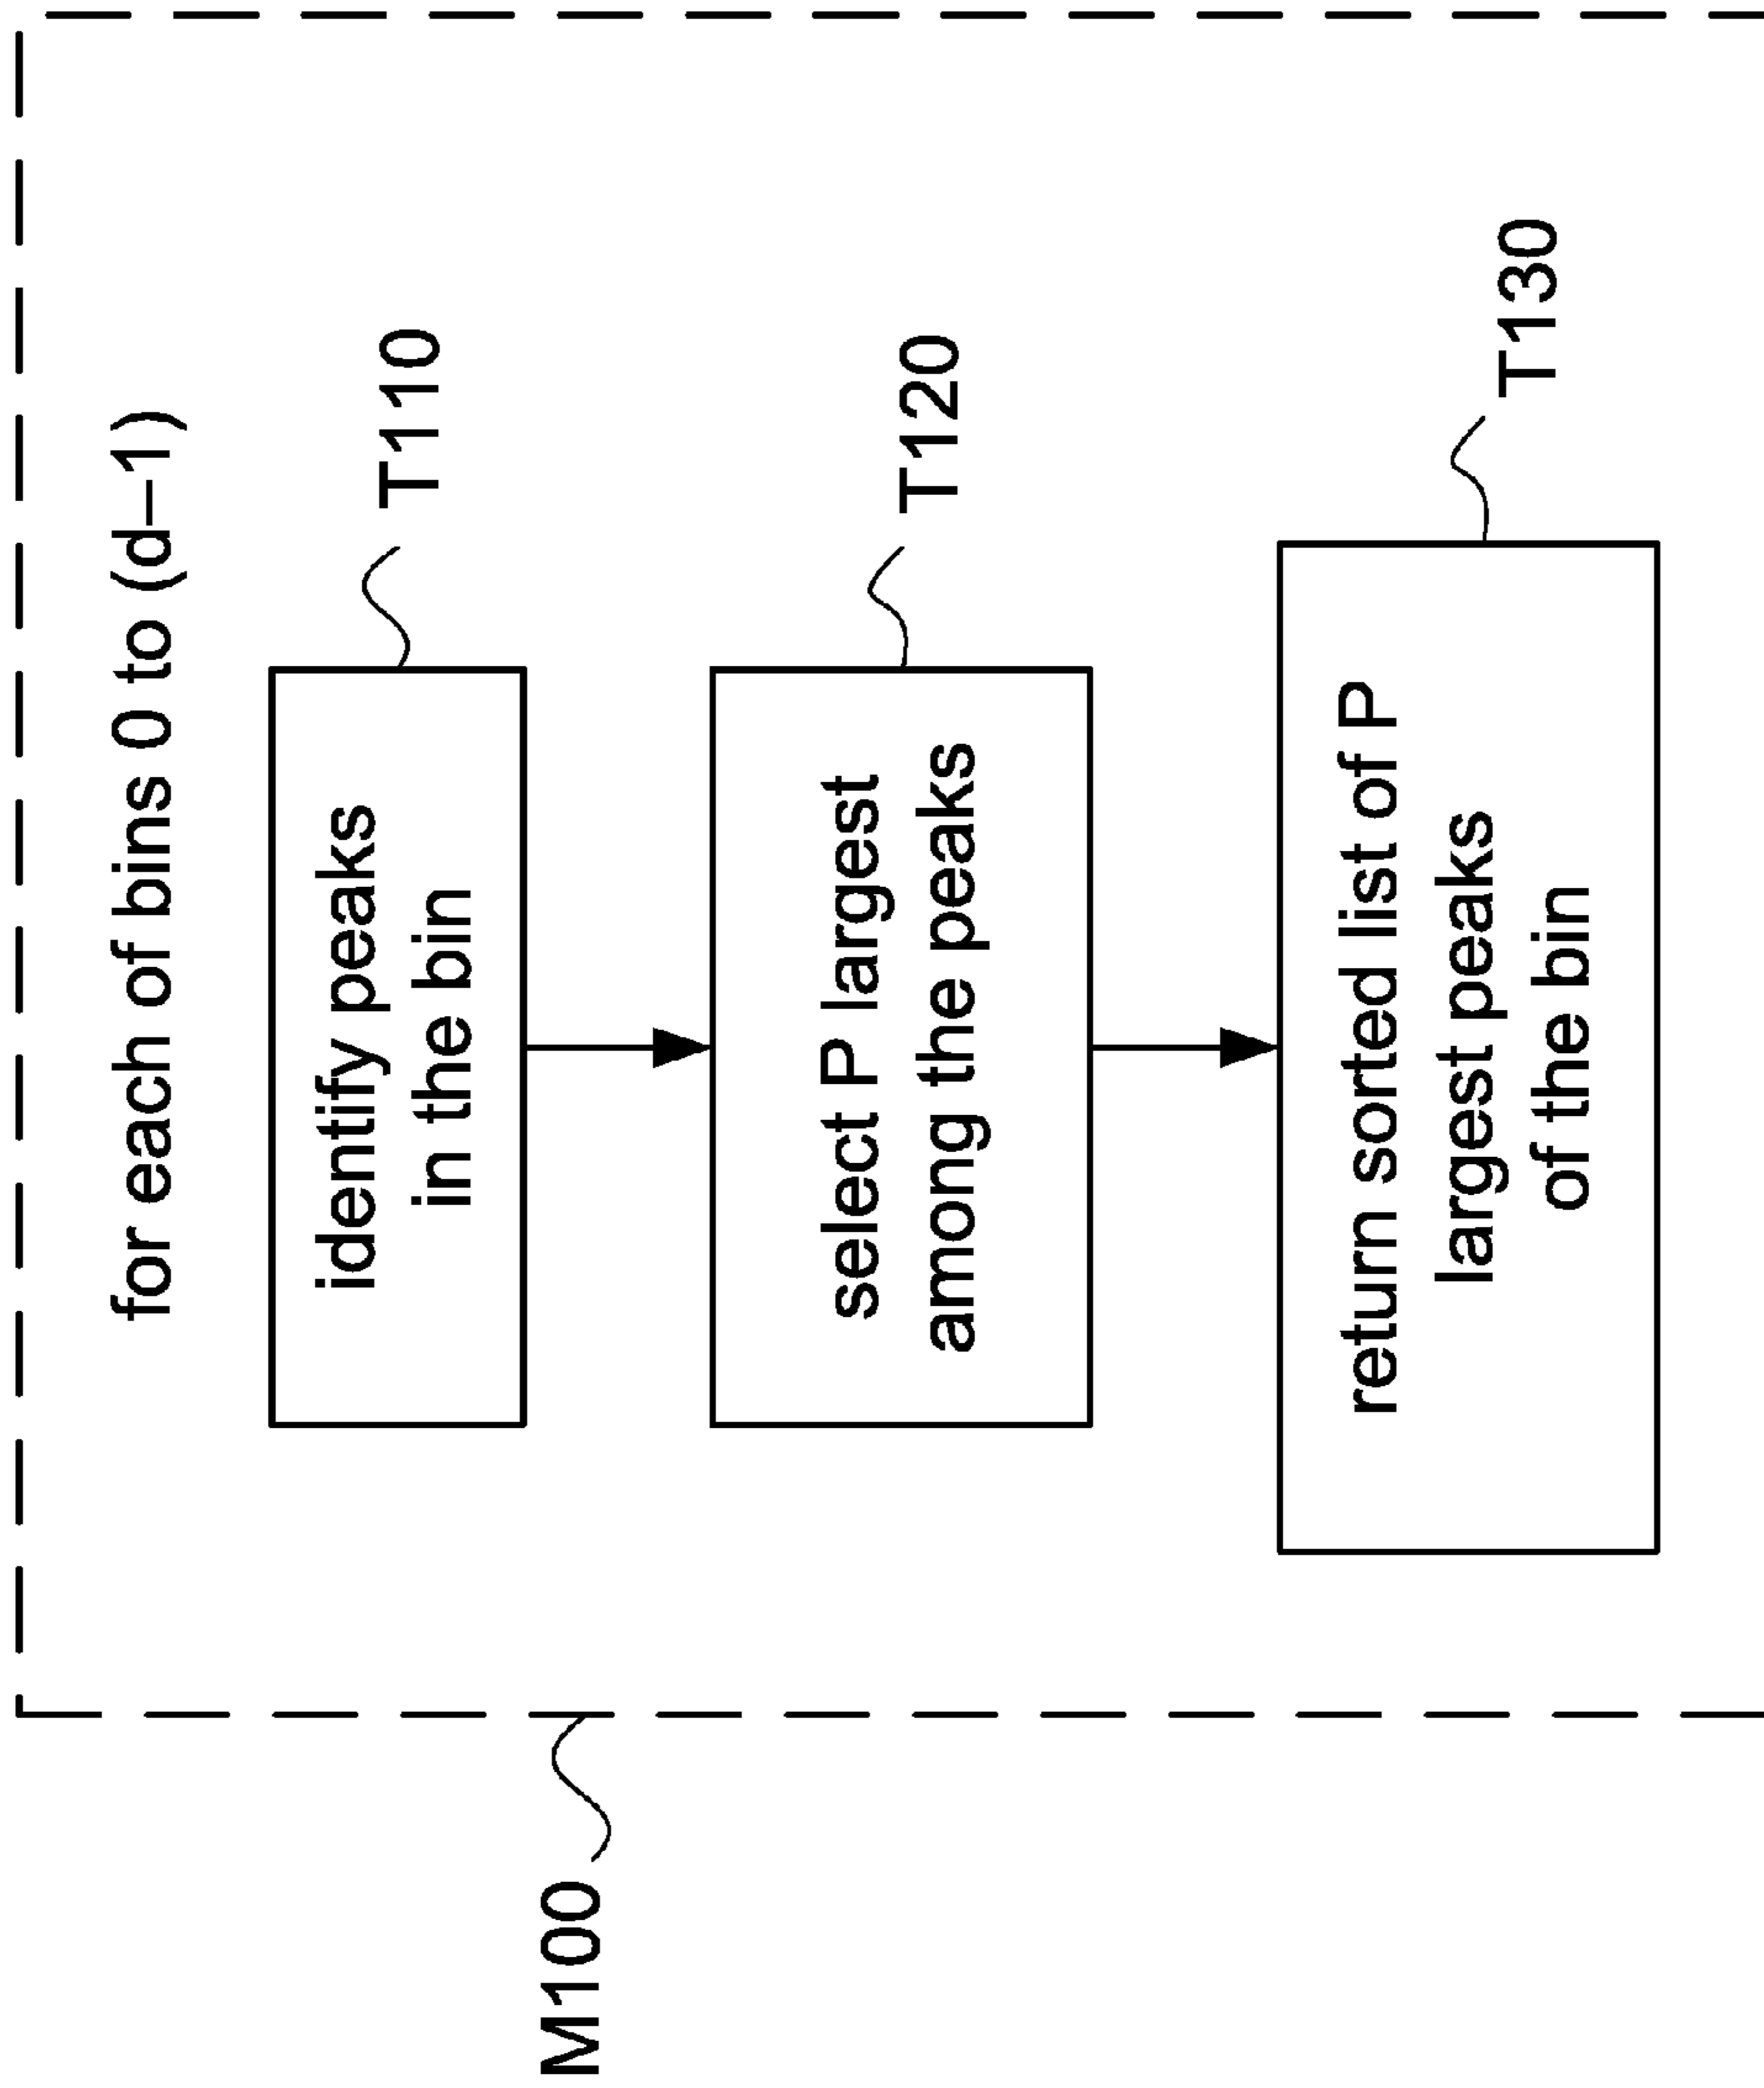 for each of bins 0 to (d–1)
identify peaks
in the bin
T110
M100
select P largest
among the peaks
T120
return sorted list of P
largest peaks
of the bin
T130